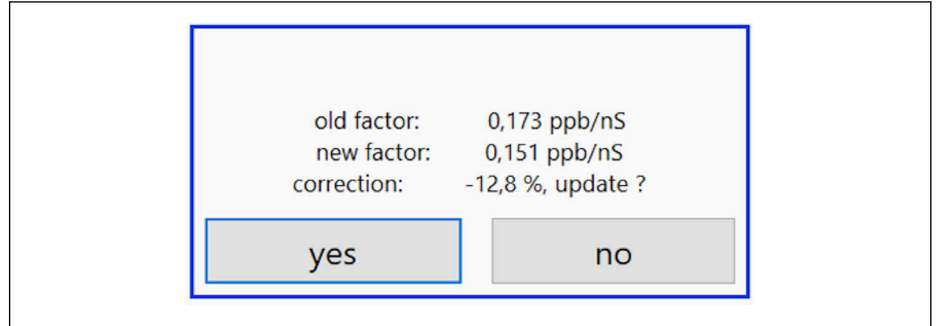 old factor: 0,173 ppb/nS
new factor: 0,151 ppb/nS
correction: -12,8 %, update ?
yes no